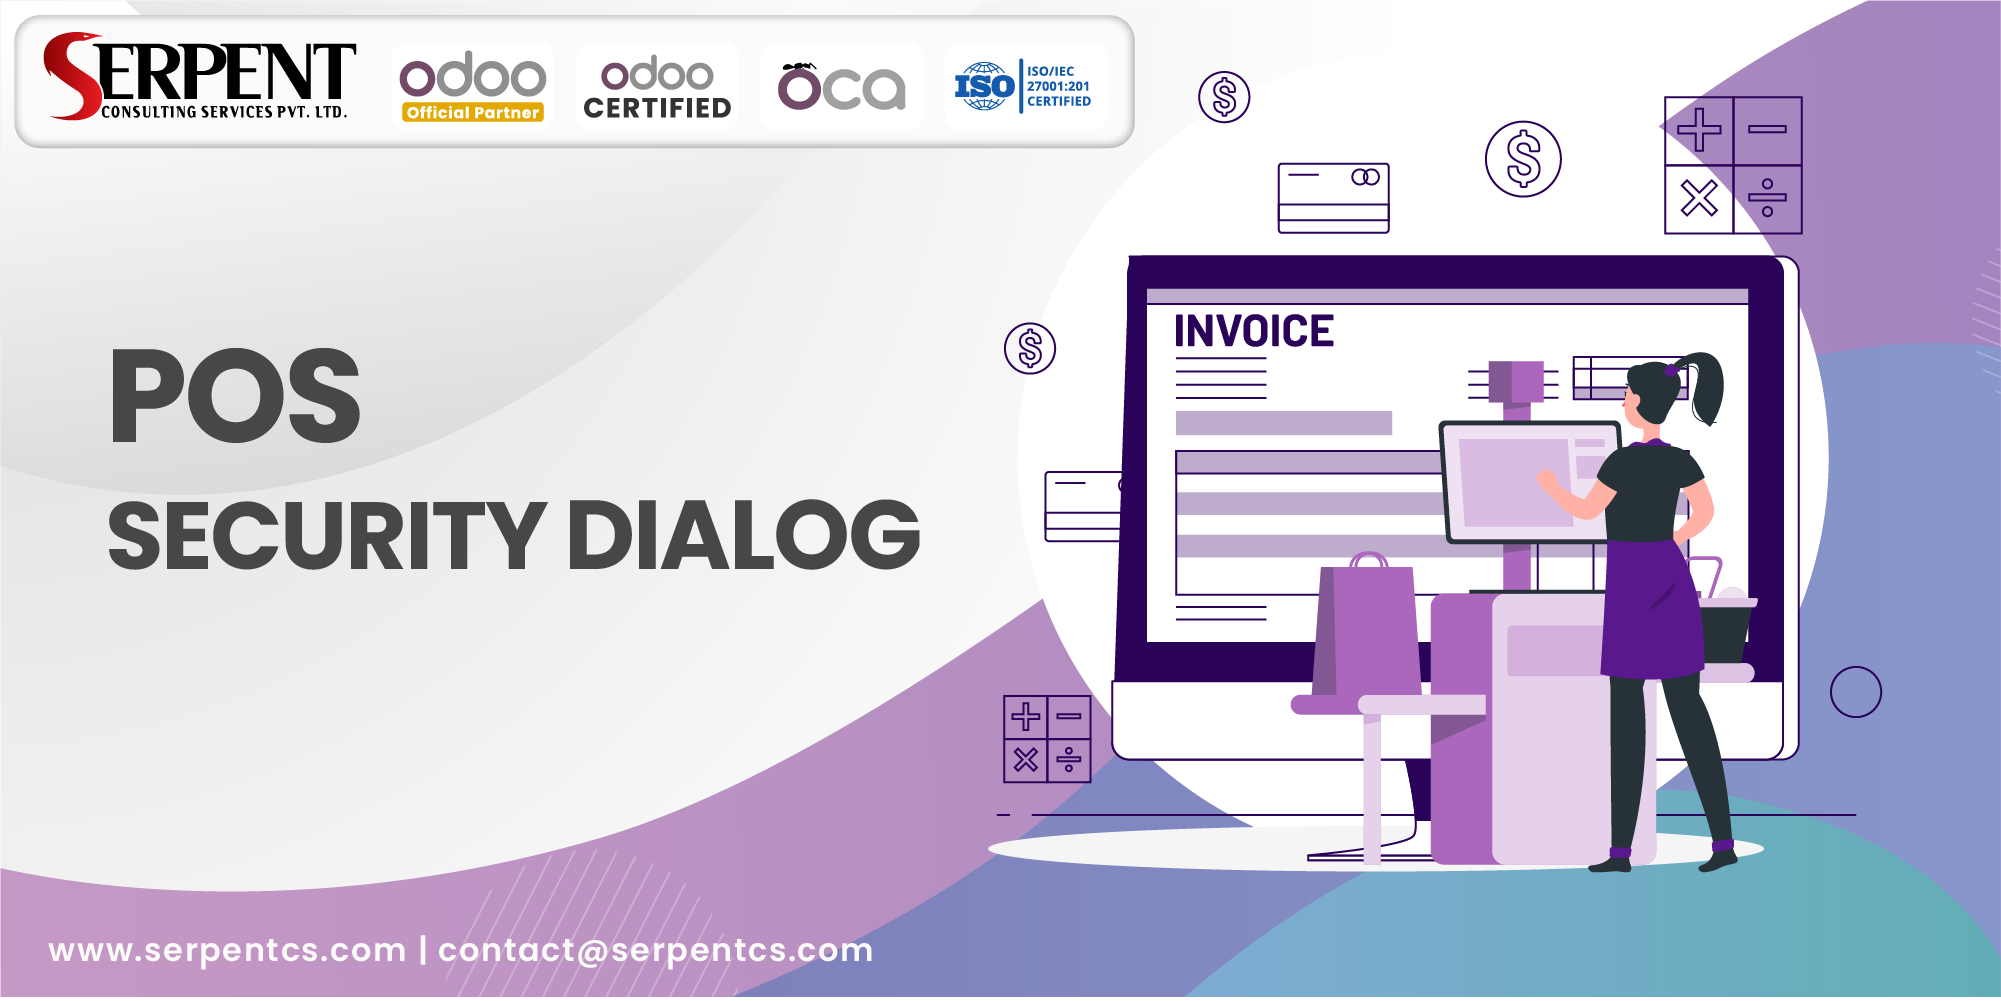 SERPENT
CONSULTING SERVICES PVT. LTD.
odoo
Official Partner
odoo
CERTIFIED
oca
ISO
ISO/IEC
27001:201
CERTIFIED
POS
SECURITY DIALOG
INVOICE
www.serpentcs.com | contact@serpentcs.com